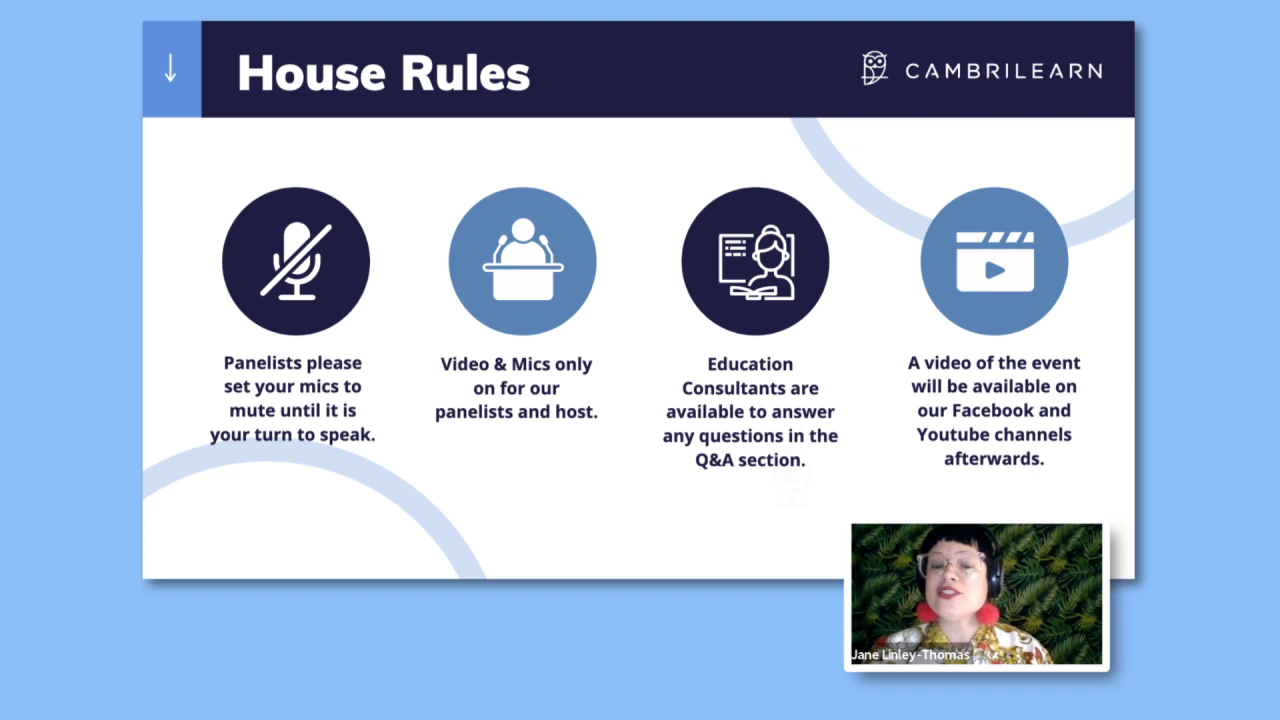 House Rules
CAMBRILEARN
Panelists please
set your mics to
mute until it is
your turn to speak.
Video & Mics only
on for our
panelists and host.
Education
Consultants are
available to answer
any questions in the
Q&A section.
A video of the event
will be available on
our Facebook and
Youtube channels
afterwards.
Jane Linley-Thomas